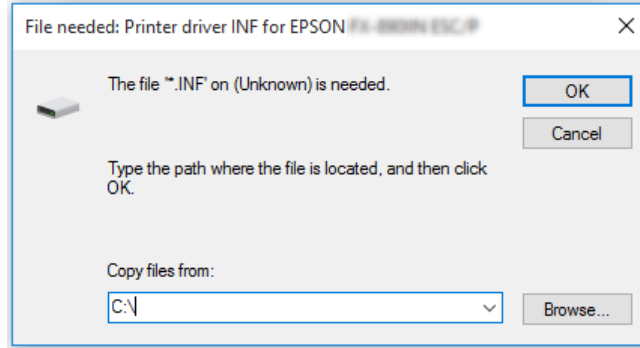 File needed: Printer driver INF for EPSON
The file '*.INF' on (Unknown) is needed.
OK
Cancel
Type the path where the file is located, and then click
OK.
Copy files from:
C:\
Browse...